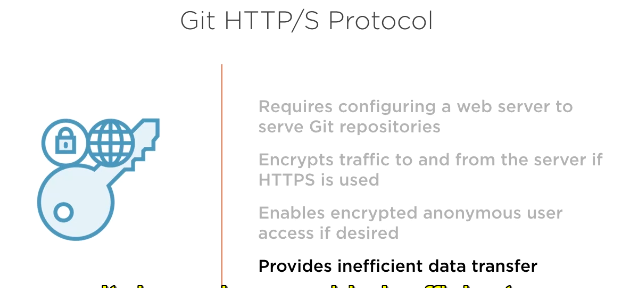 Git HTTP/S Protocol
Requires configuring a web server to
serve Git repositories
Encrypts traffic to and from the server if
HTTPS is used
Enables encrypted anonymous user
access if desired
Provides inefficient data transfer